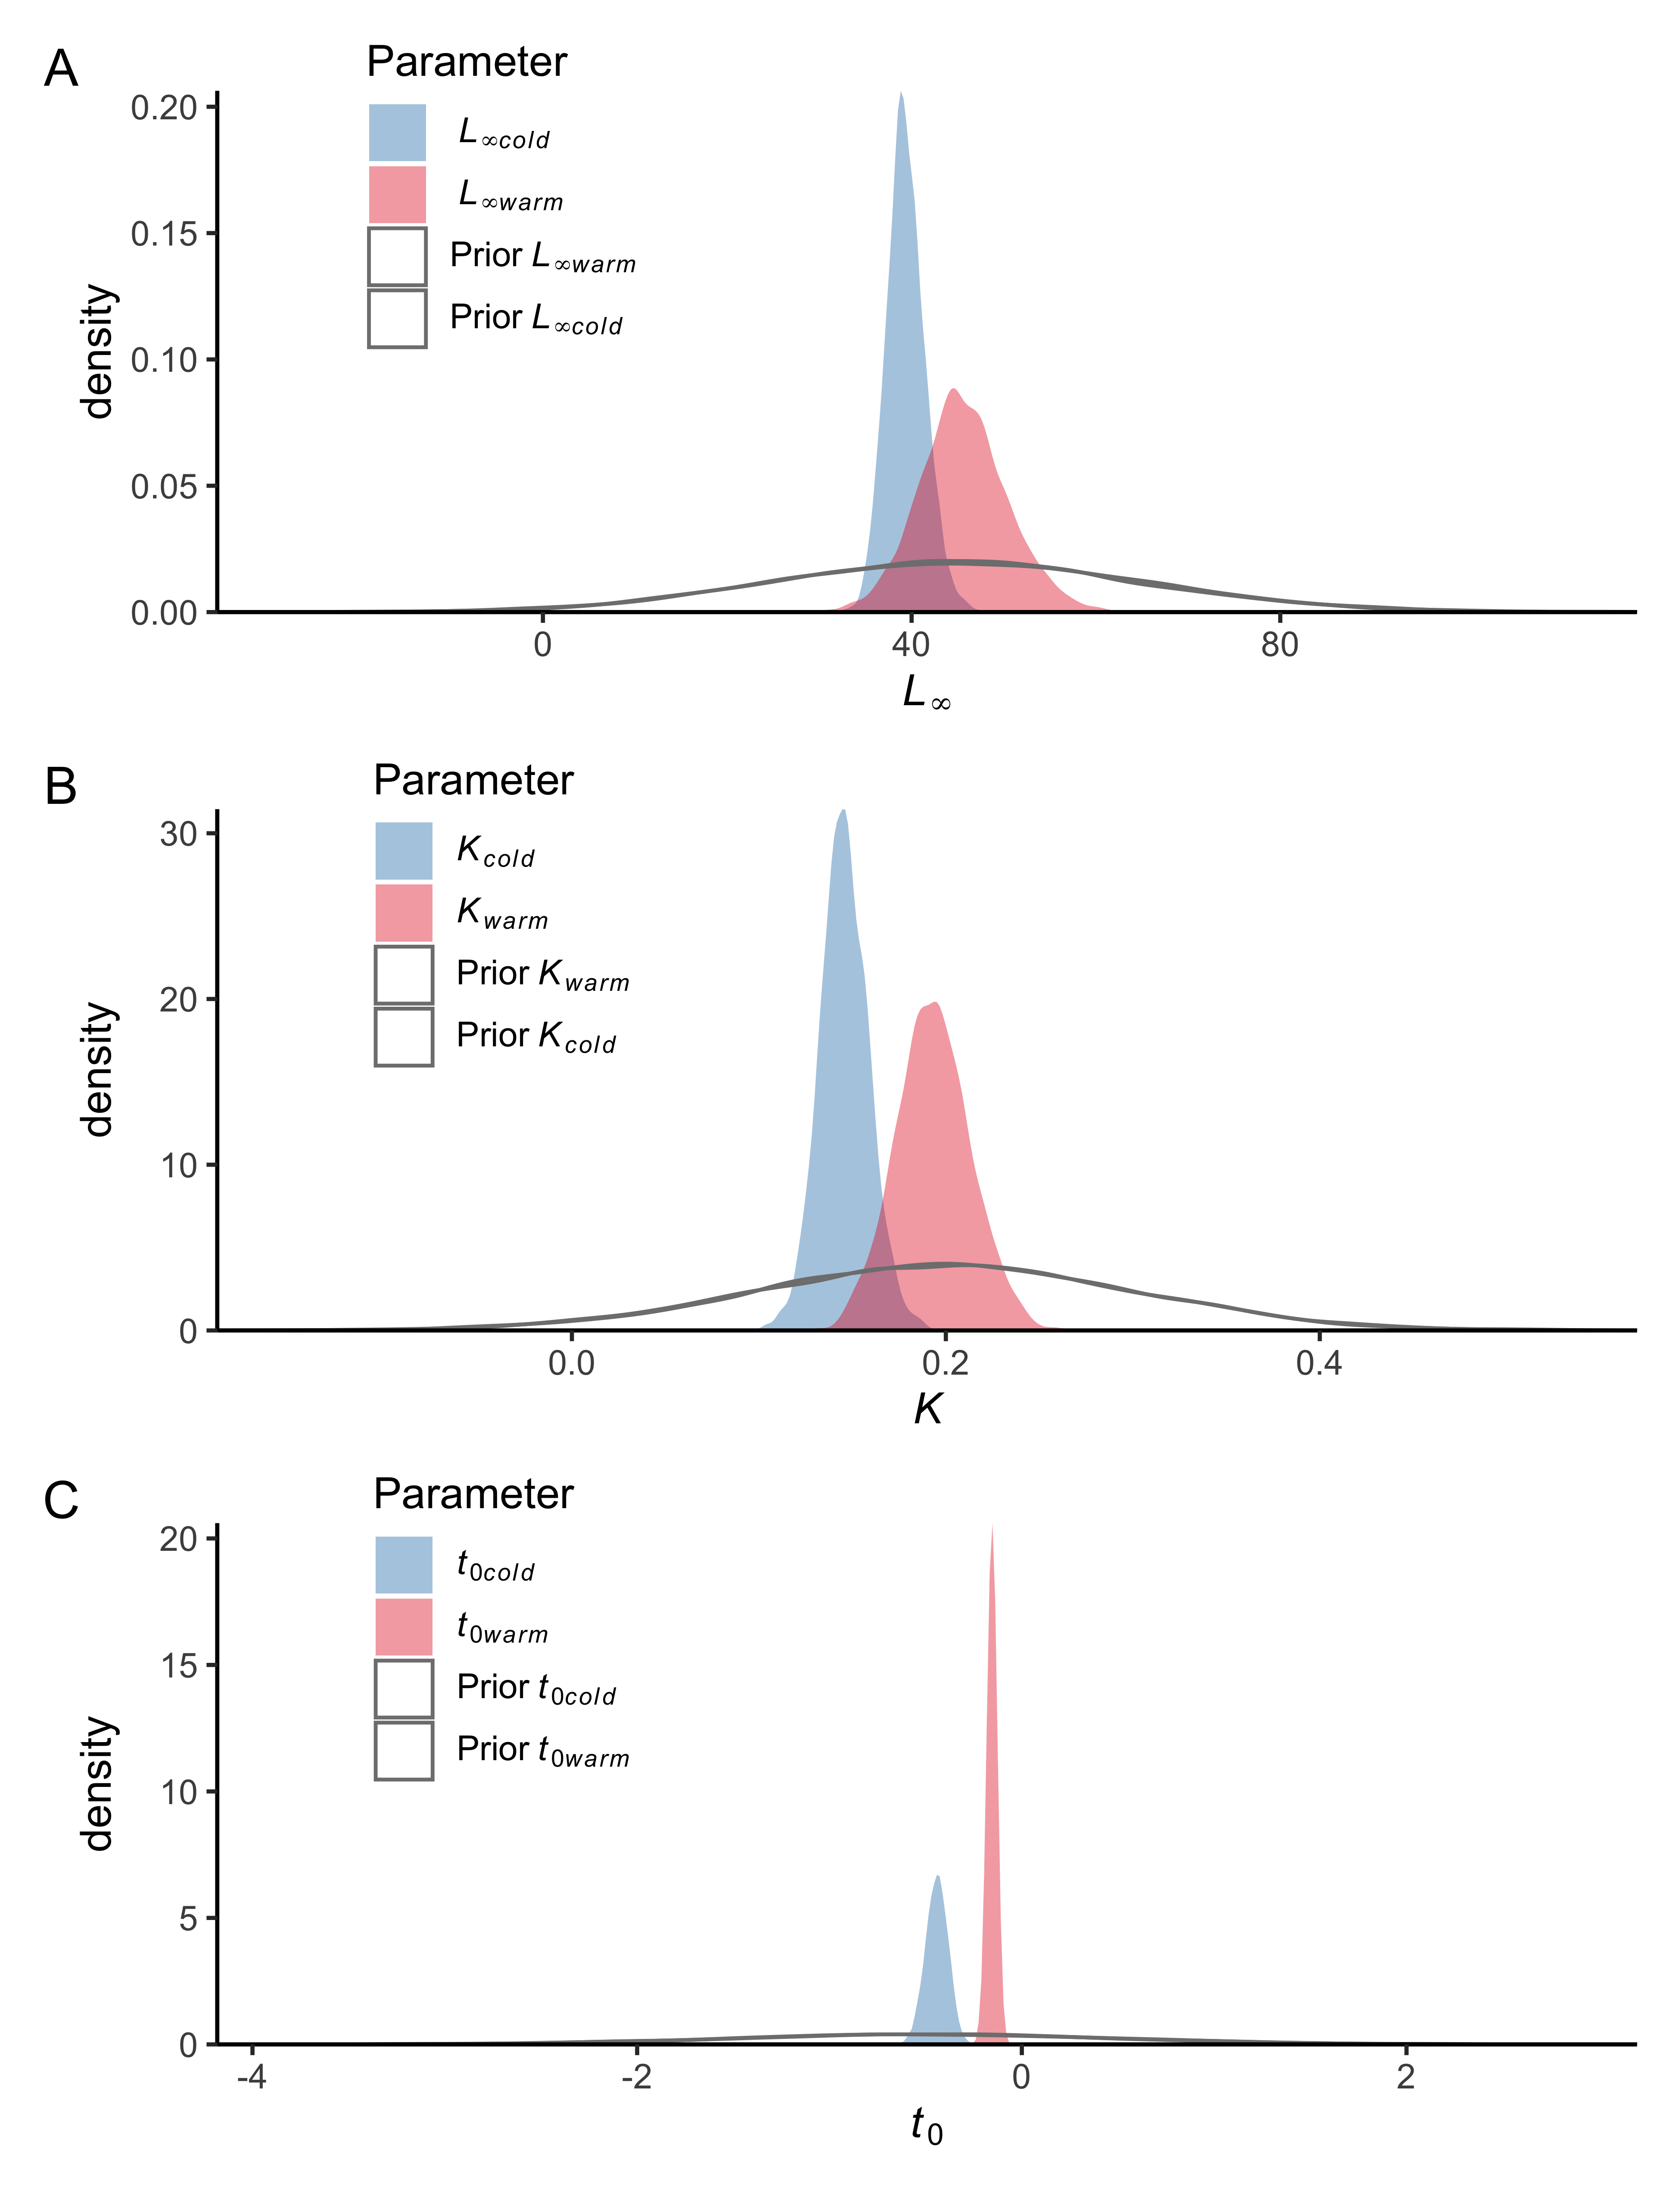 A
Parameter
L∞cold
L∞warm
Prior L∞warm
Prior L∞cold
density
0.20
0.15
0.10
0.05
0.00
0 40 80
L∞
B
Parameter
Kcold
Kwarm
Prior Kwarm
Prior Kcold
density
30
20
10
0
0.0 0.2 0.4
K
C
Parameter
t0cold
t0warm
Prior t0cold
Prior t0warm
density
20
15
10
5
0
-4 -2 0 2
t0